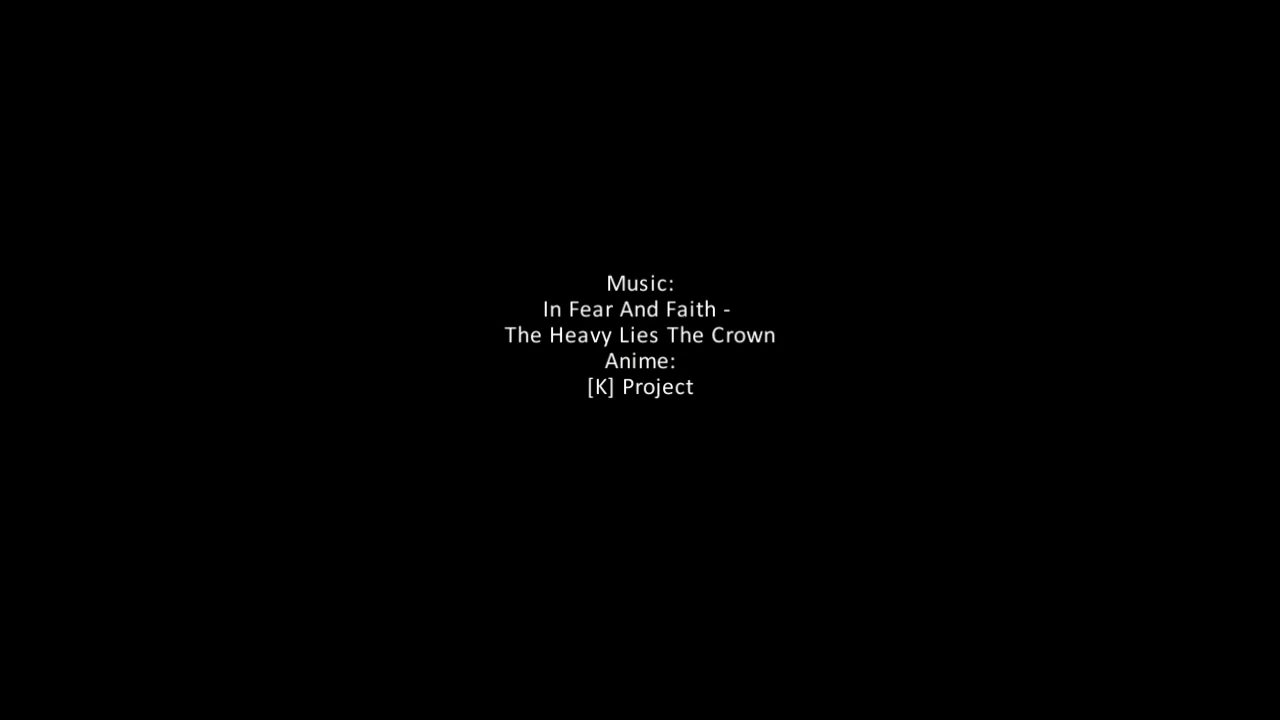 Music:
In Fear And Faith -
The Heavy Lies The Crown
Anime:
[K] Project